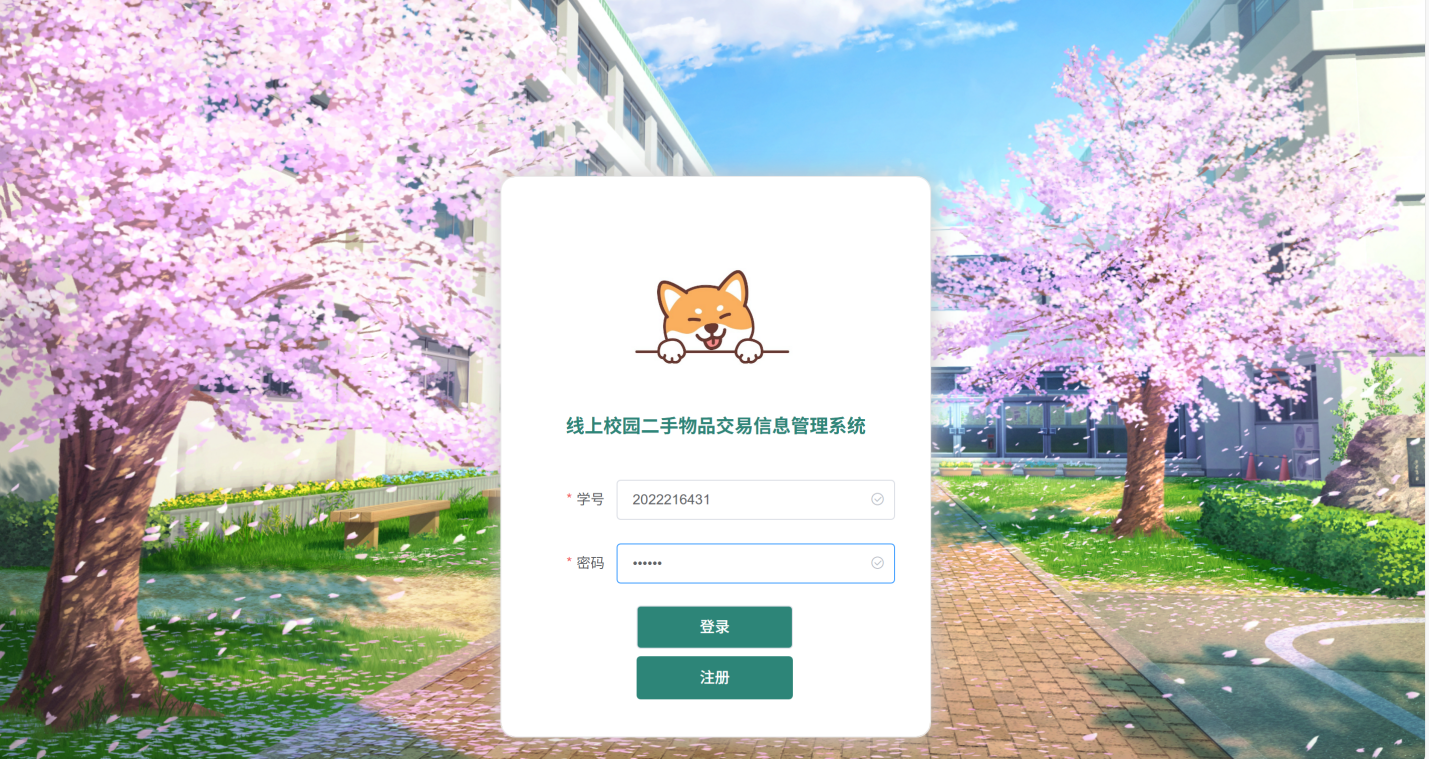 线上校园二手物品交易信息管理系统
* 学号 2022216431
* 密码 ••••••
登录
注册